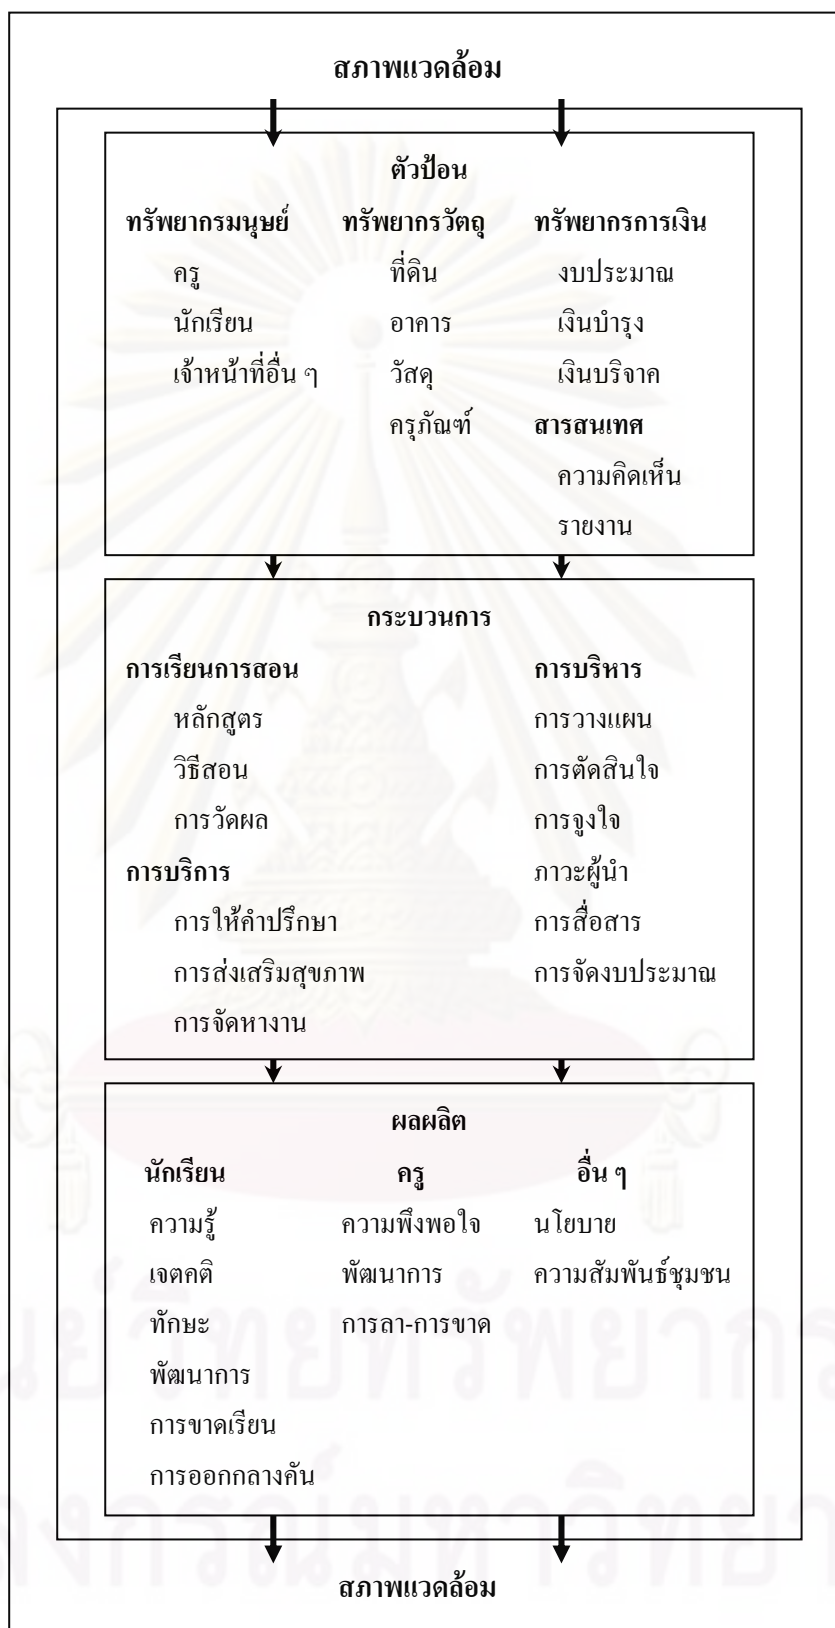 สภาพแวดล้อม
ตัวป้อน
ทรัพยากรมนุษย์ ทรัพยากรวัตถุ ทรัพยากรการเงิน
ครู ที่ดิน งบประมาณ
นักเรียน อาคาร เงินบำรุง
เจ้าหน้าที่อื่น ๆ วัสดุ เงินบริจาค
ครุภัณฑ์ สารสนเทศ
ความคิดเห็น
รายงาน
กระบวนการ
การเรียนการสอน การบริหาร
หลักสูตร การวางแผน
วิธีสอน การตัดสินใจ
การวัดผล การจูงใจ
การบริการ ภาวะผู้นำ
การให้คำปรึกษา การสื่อสาร
การส่งเสริมสุขภาพ การจัดงบประมาณ
การจัดหางาน
ผลผลิต
นักเรียน ครู อื่น ๆ
ความรู้ ความพึงพอใจ นโยบาย
เจตคติ พัฒนาการ ความสัมพันธ์ชุมชน
ทักษะ การลา-การขาด
พัฒนาการ
การขาดเรียน
การออกกลางคัน
สภาพแวดล้อม